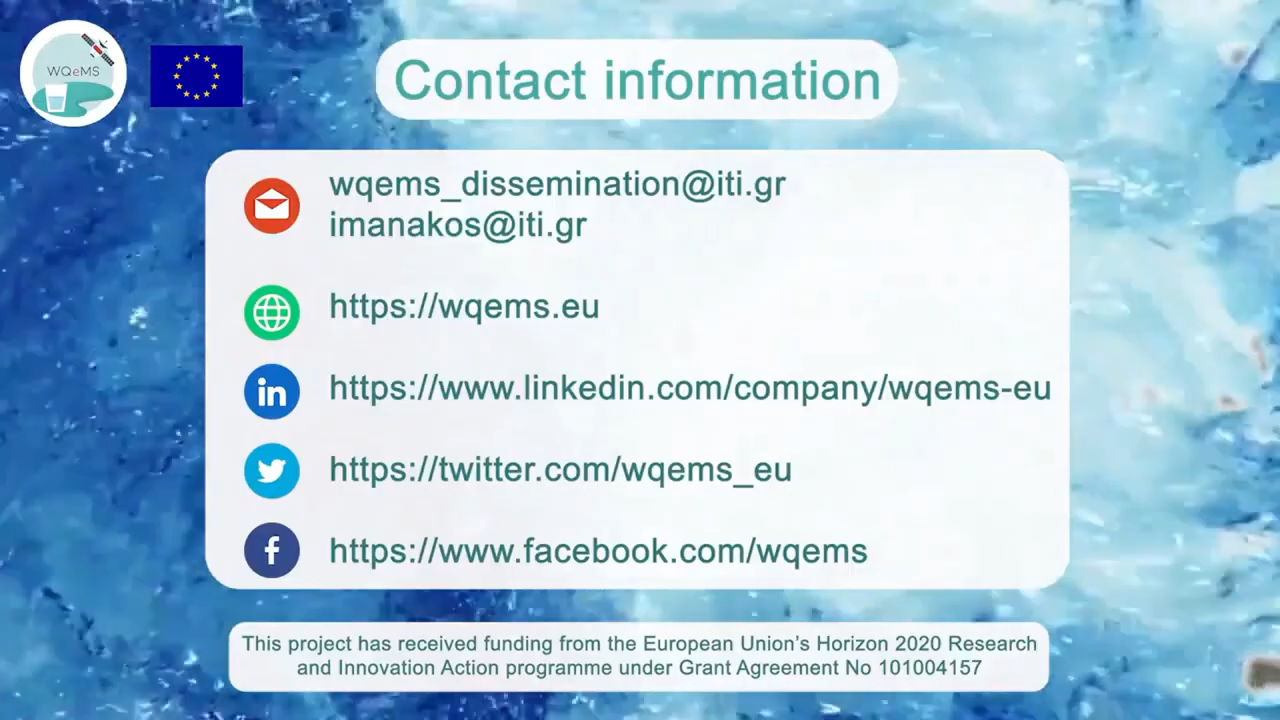 WQeMS
Contact information
wqems_dissemination@iti.gr
imanakos@iti.gr
https://wqems.eu
https://www.linkedin.com/company/wqems-eu
https://twitter.com/wqems_eu
https://www.facebook.com/wqems
This project has received funding from the European Union’s Horizon 2020 Research
and Innovation Action programme under Grant Agreement No 101004157